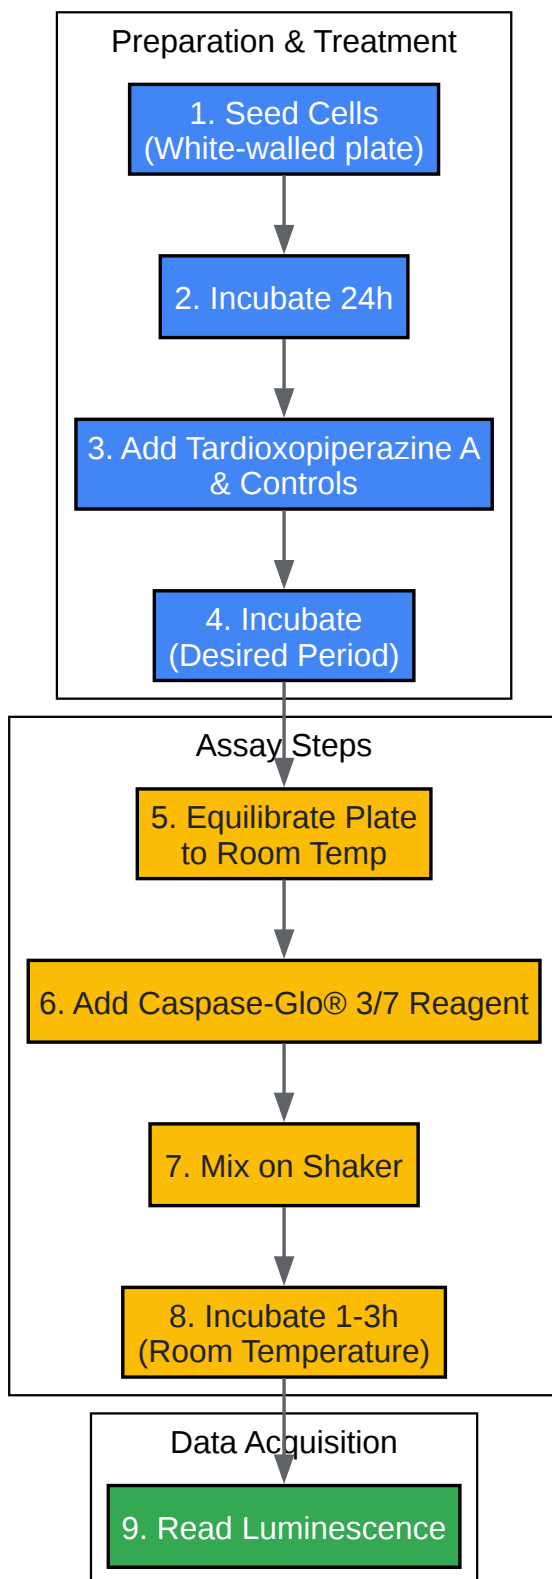 Preparation & Treatment
1. Seed Cells
(White-walled plate)
2. Incubate 24h
3. Add Tardioxopiperazine A
& Controls
4. Incubate
(Desired Period)
Assay Steps
5. Equilibrate Plate
to Room Temp
6. Add Caspase-Glo® 3/7 Reagent
7. Mix on Shaker
8. Incubate 1-3h
(Room Temperature)
Data Acquisition
9. Read Luminescence